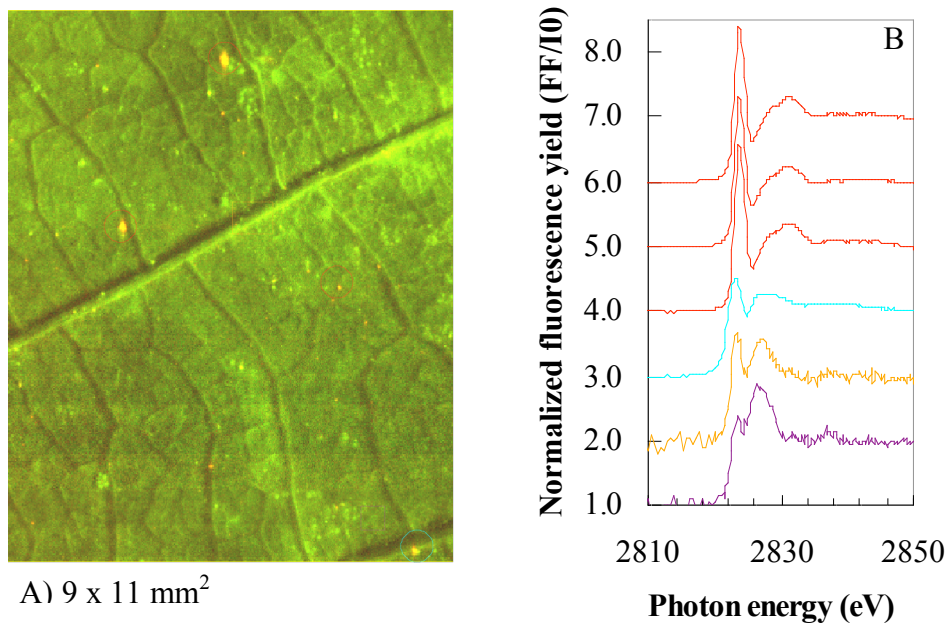 B
Normalized fluorescence yield (FF/I0)
8.0
7.0
6.0
5.0
4.0
3.0
2.0
1.0
2810 2830 2850
Photon energy (eV)
A) 9 x 11 mm²